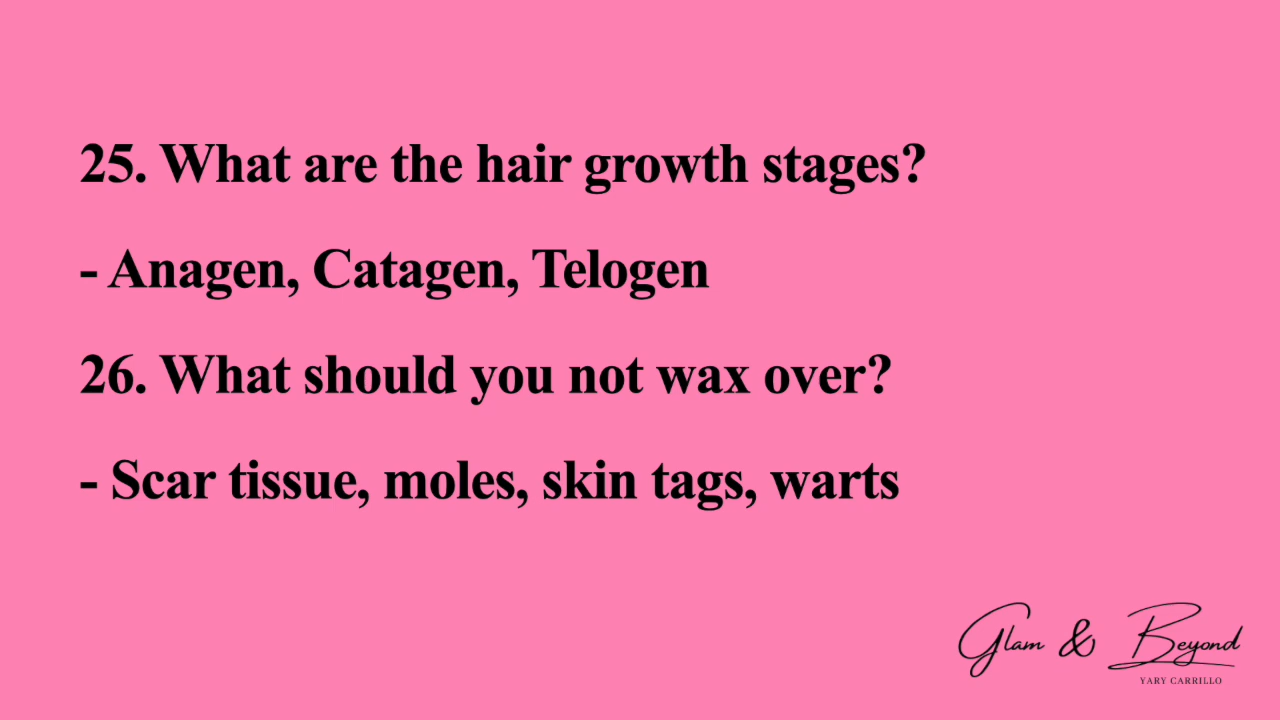 25. What are the hair growth stages?
- Anagen, Catagen, Telogen
26. What should you not wax over?
- Scar tissue, moles, skin tags, warts
Glam & Beyond
YARY CARRILLO